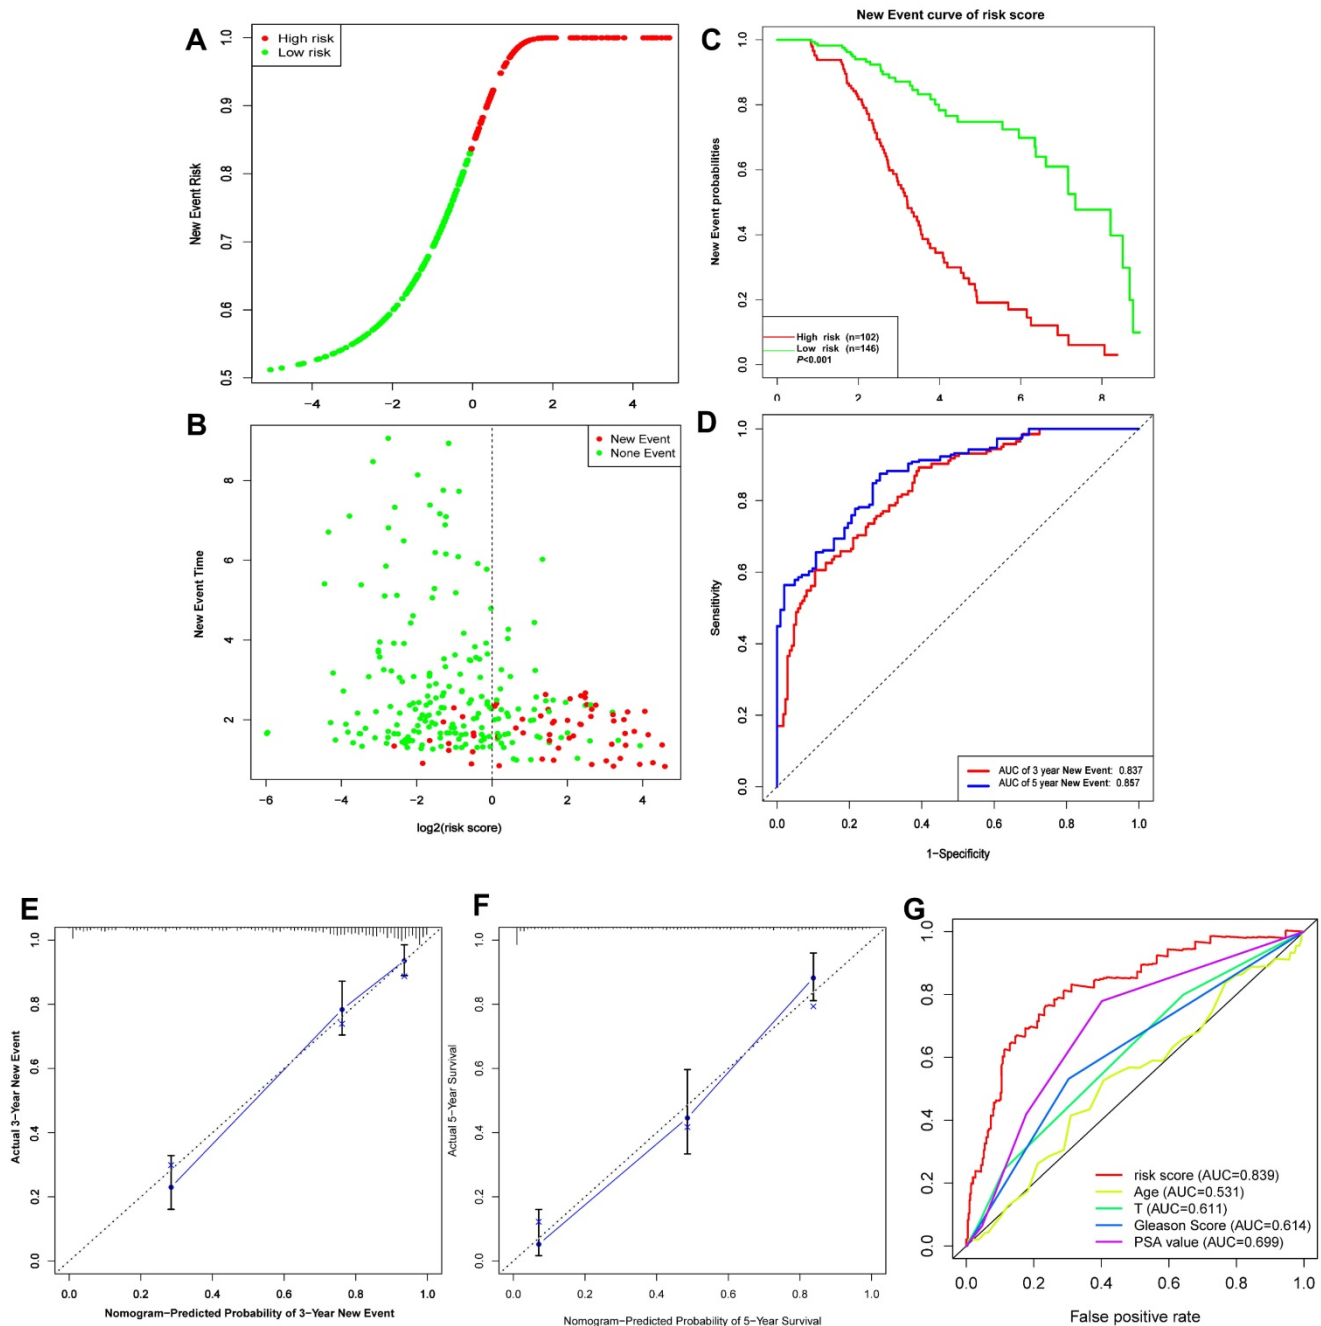 A
High risk
Low risk
New Event Risk
0.5 0.6 0.7 0.8 0.9 1.0
−4 −2 0 2 4
New Event curve of risk score
C
New Event probabilities
0.0 0.2 0.4 0.6 0.8 1.0
High risk (n=102)
Low risk (n=146)
P<0.001
0 2 4 6 8
B
New Event
None Event
New Event Time
2 4 6 8
−6 −4 −2 0 2 4
log2(risk score)
D
Sensitivity
0.0 0.2 0.4 0.6 0.8 1.0
AUC of 3 year New Event: 0.837
AUC of 5 year New Event: 0.857
0.0 0.2 0.4 0.6 0.8 1.0
1−Specificity
E
Actual 3−Year New Event
0.0 0.2 0.4 0.6 0.8 1.0
0.0 0.2 0.4 0.6 0.8 1.0
Nomogram−Predicted Probability of 3−Year New Event
F
Actual 5−Year Survival
0.0 0.2 0.4 0.6 0.8 1.0
0.0 0.2 0.4 0.6 0.8 1.0
Nomogram−Predicted Probability of 5−Year Survival
G
0.0 0.2 0.4 0.6 0.8 1.0
risk score (AUC=0.839)
Age (AUC=0.531)
T (AUC=0.611)
Gleason Score (AUC=0.614)
PSA value (AUC=0.699)
0.0 0.2 0.4 0.6 0.8 1.0
False positive rate